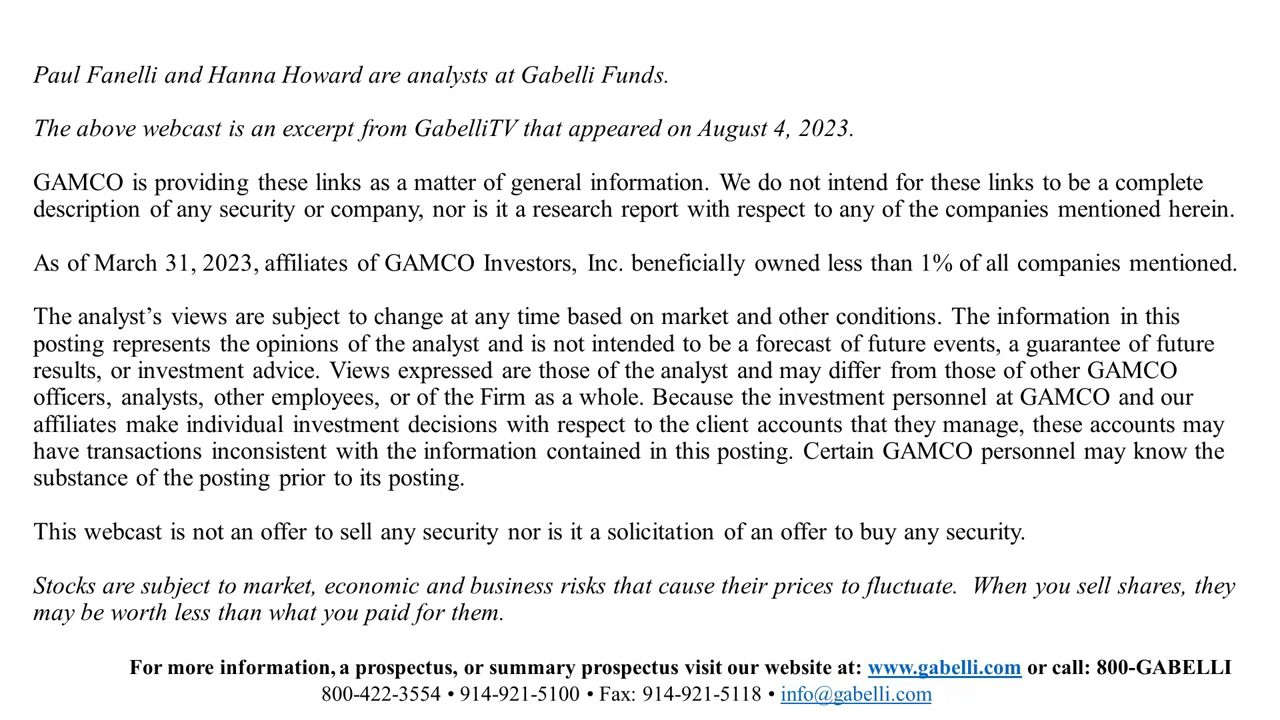 Paul Fanelli and Hanna Howard are analysts at Gabelli Funds.
The above webcast is an excerpt from GabelliTV that appeared on August 4, 2023.
GAMCO is providing these links as a matter of general information. We do not intend for these links to be a complete
description of any security or company, nor is it a research report with respect to any of the companies mentioned herein.
As of March 31, 2023, affiliates of GAMCO Investors, Inc. beneficially owned less than 1% of all companies mentioned.
The analyst’s views are subject to change at any time based on market and other conditions. The information in this
posting represents the opinions of the analyst and is not intended to be a forecast of future events, a guarantee of future
results, or investment advice. Views expressed are those of the analyst and may differ from those of other GAMCO
officers, analysts, other employees, or of the Firm as a whole. Because the investment personnel at GAMCO and our
affiliates make individual investment decisions with respect to the client accounts that they manage, these accounts may
have transactions inconsistent with the information contained in this posting. Certain GAMCO personnel may know the
substance of the posting prior to its posting.
This webcast is not an offer to sell any security nor is it a solicitation of an offer to buy any security.
Stocks are subject to market, economic and business risks that cause their prices to fluctuate. When you sell shares, they
may be worth less than what you paid for them.
For more information, a prospectus, or summary prospectus visit our website at: www.gabelli.com or call: 800-GABELLI
800-422-3554 • 914-921-5100 • Fax: 914-921-5118 • info@gabelli.com